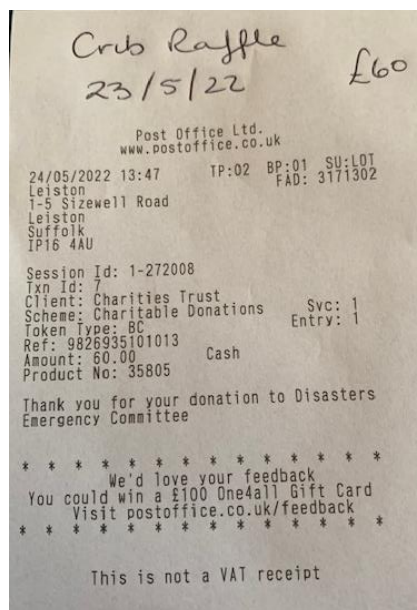 Crib Raffle
23/5/22 £60
Post Office Ltd.
www.postoffice.co.uk
24/05/2022 13:47 TP:02 BP:01 SU:LOT
Leiston FAD: 3171302
1-5 Sizewell Road
Leiston
Suffolk
IP16 4AU
Session Id: 1-272008
Txn Id: 7
Client: Charities Trust
Scheme: Charitable Donations Svc: 1
Token Type: BC Entry: 1
Ref: 9826935101013
Amount: 60.00 Cash
Product No: 35805
Thank you for your donation to Disasters
Emergency Committee
* * * * * * * * * * * * * *
We'd love your feedback
You could win a £100 One4all Gift Card
Visit postoffice.co.uk/feedback
* * * * * * * * * * * * * *
This is not a VAT receipt